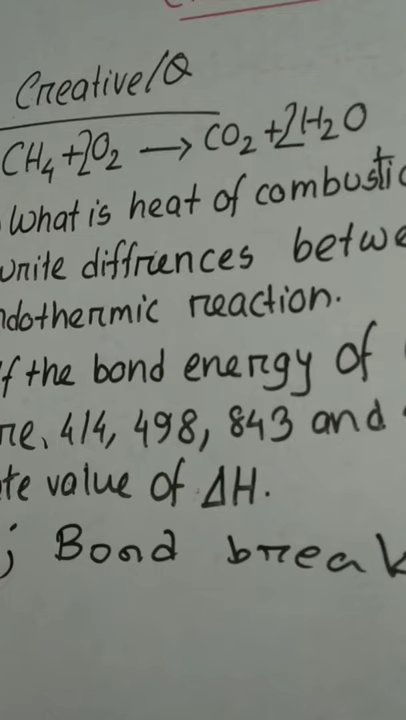 Creative/Q
CH4 + 2O2 → CO2 + 2H2O
What is heat of combustio
write diffrences betwe
ndothermic reaction.
f the bond energy of
re, 414, 498, 843 and
te value of ΔH.
; Bond break